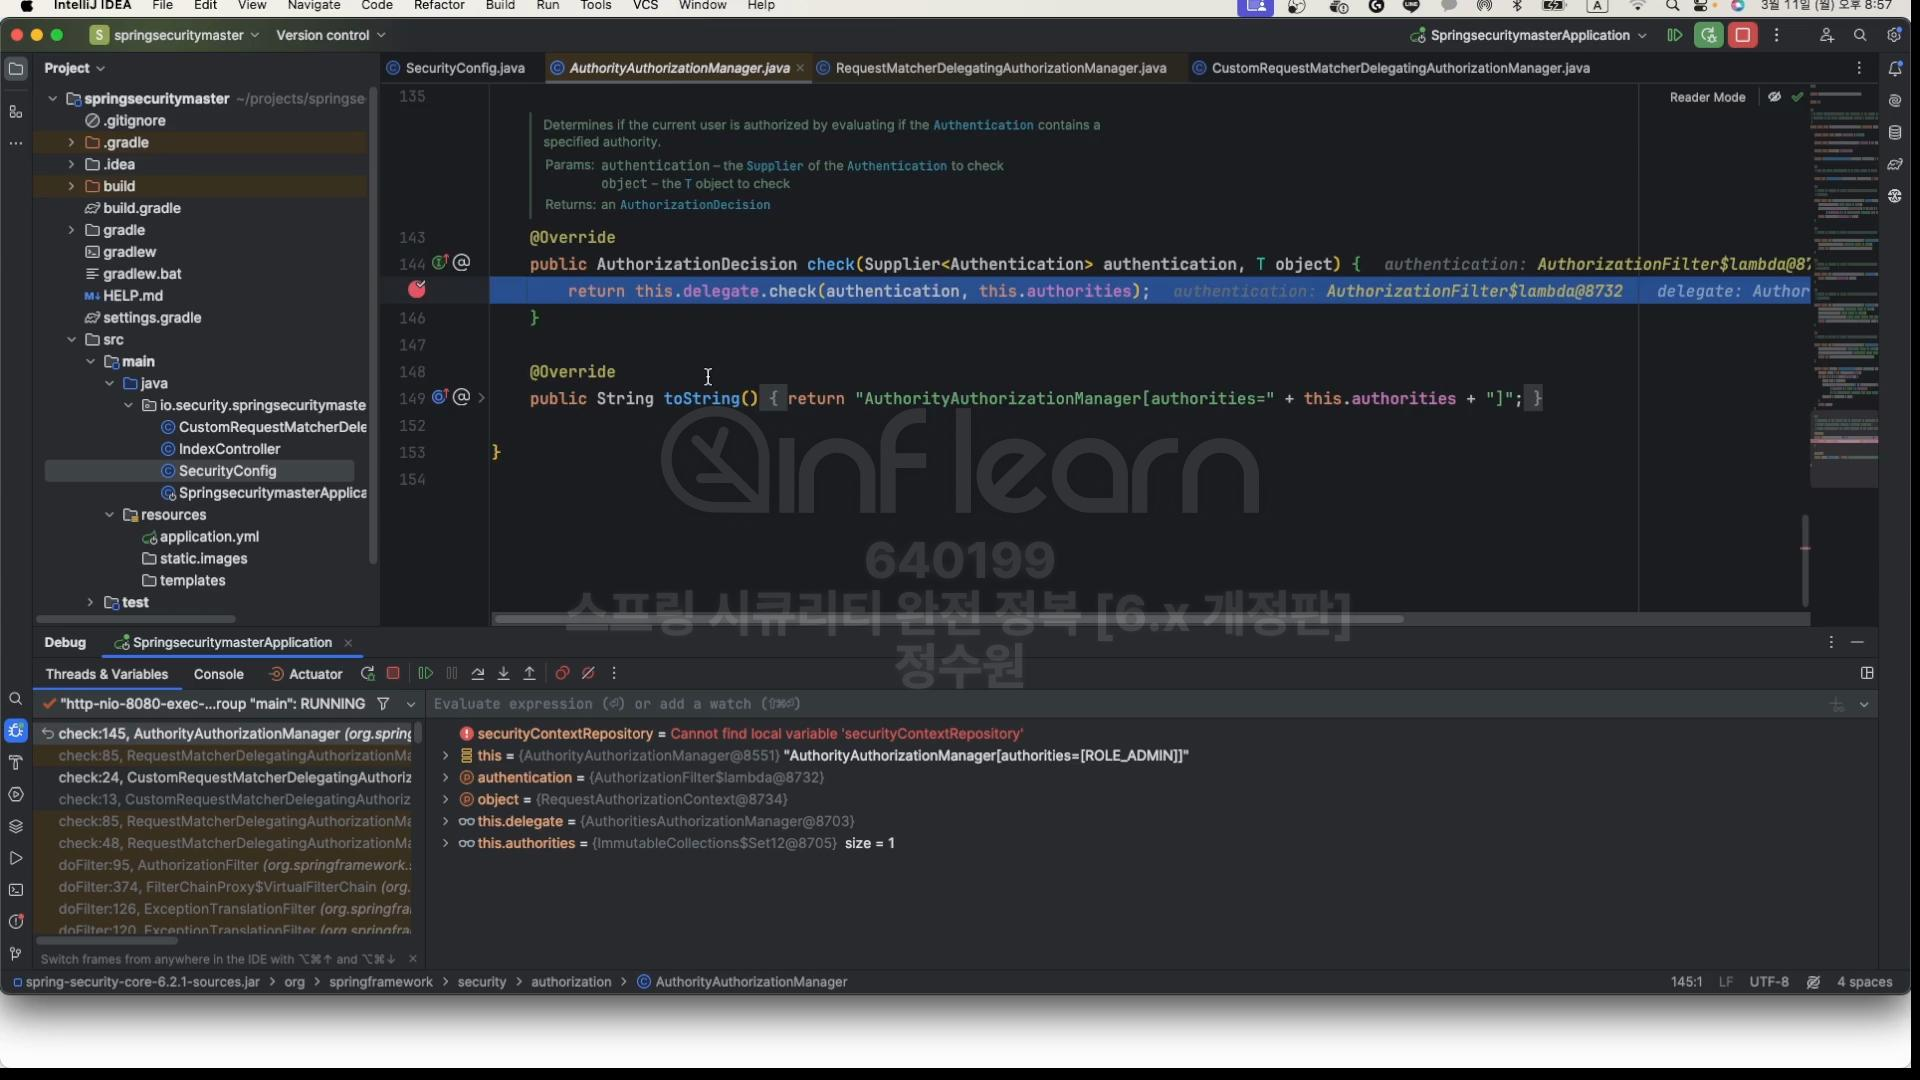 IntelliJ IDEA File Edit View Navigate Code Refactor Build Run Tools VCS Window Help A 3월 11일 (월) 오후 8:57
S springsecuritymaster Version control SpringsecuritymasterApplication
Project
SecurityConfig.java AuthorityAuthorizationManager.java RequestMatcherDelegatingAuthorizationManager.java CustomRequestMatcherDelegatingAuthorizationManager.java
springsecuritymaster ~/projects/springse
.gitignore
.gradle
.idea
build
build.gradle
gradle
gradlew
gradlew.bat
HELP.md
settings.gradle
src
main
java
io.security.springsecuritymaste
CustomRequestMatcherDele
IndexController
SecurityConfig
SpringsecuritymasterApplica
resources
application.yml
static.images
templates
test
Reader Mode
135
Determines if the current user is authorized by evaluating if the Authentication contains a
specified authority.
Params: authentication – the Supplier of the Authentication to check
object – the T object to check
Returns: an AuthorizationDecision
143 @Override
144 public AuthorizationDecision check(Supplier<Authentication> authentication, T object) { authentication: AuthorizationFilter$lambda@87
return this.delegate.check(authentication, this.authorities); authentication: AuthorizationFilter$lambda@8732 delegate: Author
146 }
147
148 @Override
149 public String toString() { return "AuthorityAuthorizationManager[authorities=" + this.authorities + "]"; }
152
153 }
154
inflearn
640199
스프링 시큐리티 완전 정복 [6.x 개정판]
정수원
Debug SpringsecuritymasterApplication
Threads & Variables Console Actuator
"http-nio-8080-exec-...roup "main": RUNNING
Evaluate expression (⏎) or add a watch (⇧⌘⏎)
check:145, AuthorityAuthorizationManager (org.spring
check:85, RequestMatcherDelegatingAuthorizationMa
check:24, CustomRequestMatcherDelegatingAuthoriz
check:13, CustomRequestMatcherDelegatingAuthoriz
check:85, RequestMatcherDelegatingAuthorizationMa
check:48, RequestMatcherDelegatingAuthorizationMa
doFilter:95, AuthorizationFilter (org.springframework.
doFilter:374, FilterChainProxy$VirtualFilterChain (org.
doFilter:126, ExceptionTranslationFilter (org.springfra
doFilter:120, ExceptionTranslationFilter (org.springfra
Switch frames from anywhere in the IDE with ⌥⌘↑ and ⌥⌘↓
securityContextRepository = Cannot find local variable 'securityContextRepository'
this = {AuthorityAuthorizationManager@8551} "AuthorityAuthorizationManager[authorities=[ROLE_ADMIN]]"
authentication = {AuthorizationFilter$lambda@8732}
object = {RequestAuthorizationContext@8734}
this.delegate = {AuthoritiesAuthorizationManager@8703}
this.authorities = {ImmutableCollections$Set12@8705} size = 1
spring-security-core-6.2.1-sources.jar > org > springframework > security > authorization > AuthorityAuthorizationManager 145:1 LF UTF-8 4 spaces